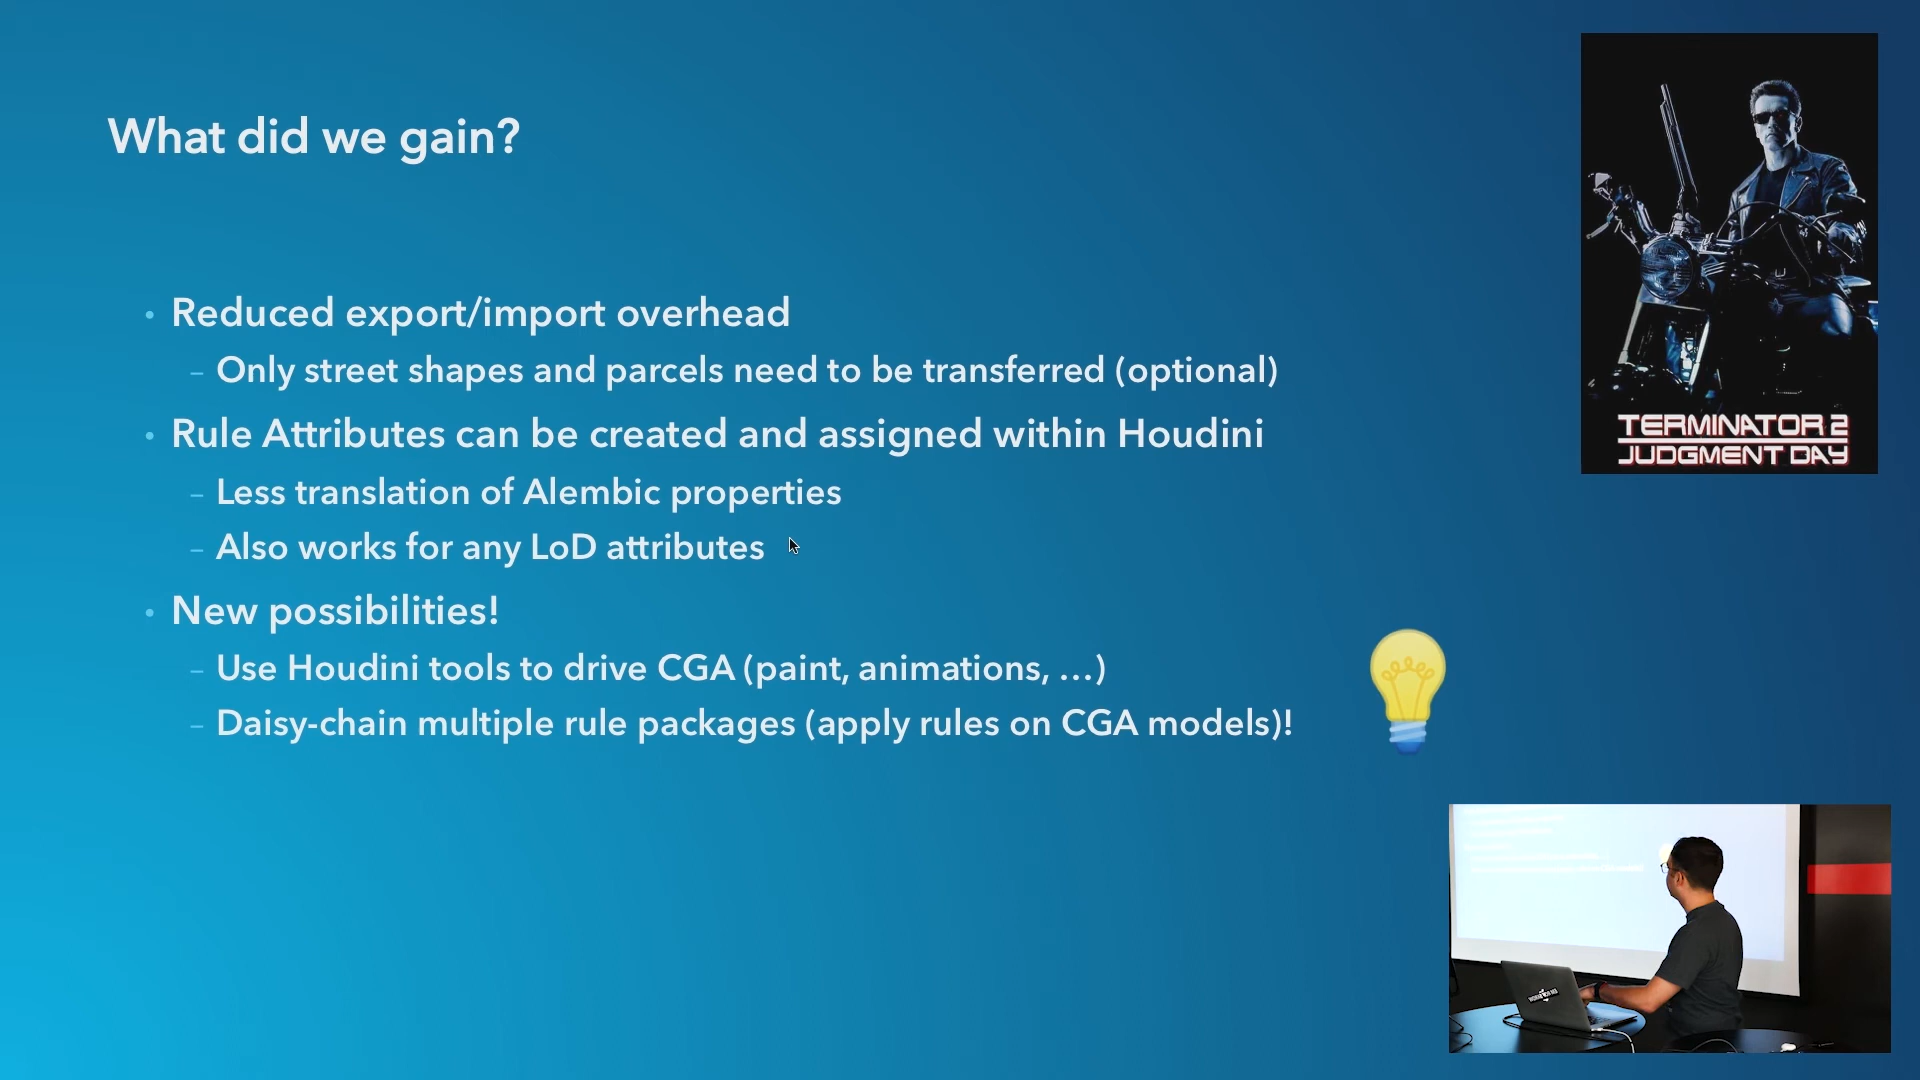 What did we gain?
• Reduced export/import overhead
– Only street shapes and parcels need to be transferred (optional)
• Rule Attributes can be created and assigned within Houdini
– Less translation of Alembic properties
– Also works for any LoD attributes
• New possibilities!
– Use Houdini tools to drive CGA (paint, animations, …)
– Daisy-chain multiple rule packages (apply rules on CGA models)!
TERMINATOR 2
JUDGMENT DAY